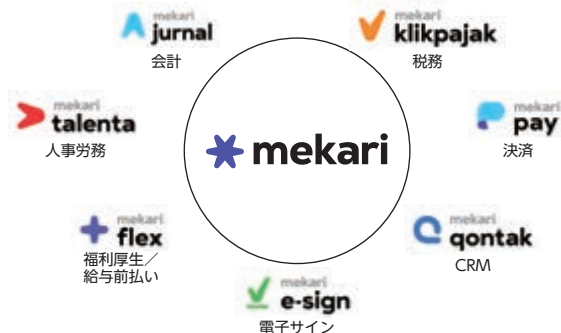 mekari
jurnal
会計
mekari
klikpajak
税務
mekari
talenta
人事労務
mekari
mekari
pay
決済
mekari
flex
福利厚生／
給与前払い
mekari
qontak
CRM
mekari
e-sign
電子サイン